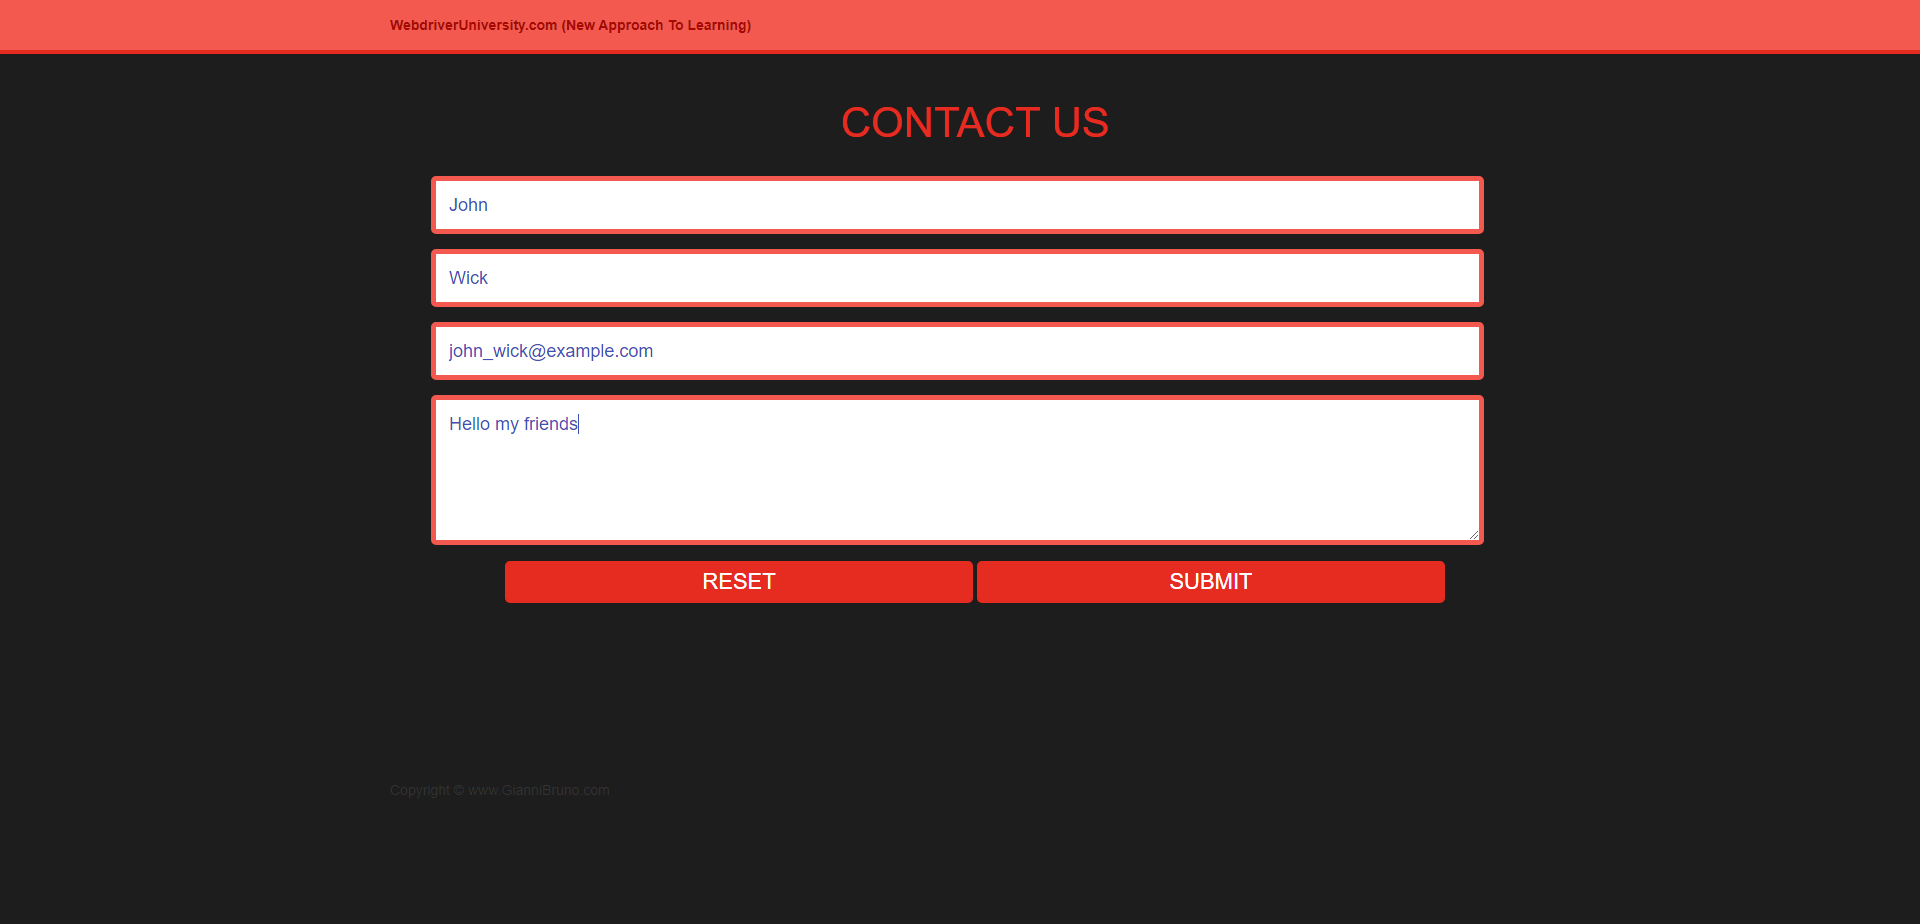 WebdriverUniversity.com (New Approach To Learning)
CONTACT US
John
Wick
john_wick@example.com
Hello my friends
RESET SUBMIT
Copyright © www.GianniBruno.com